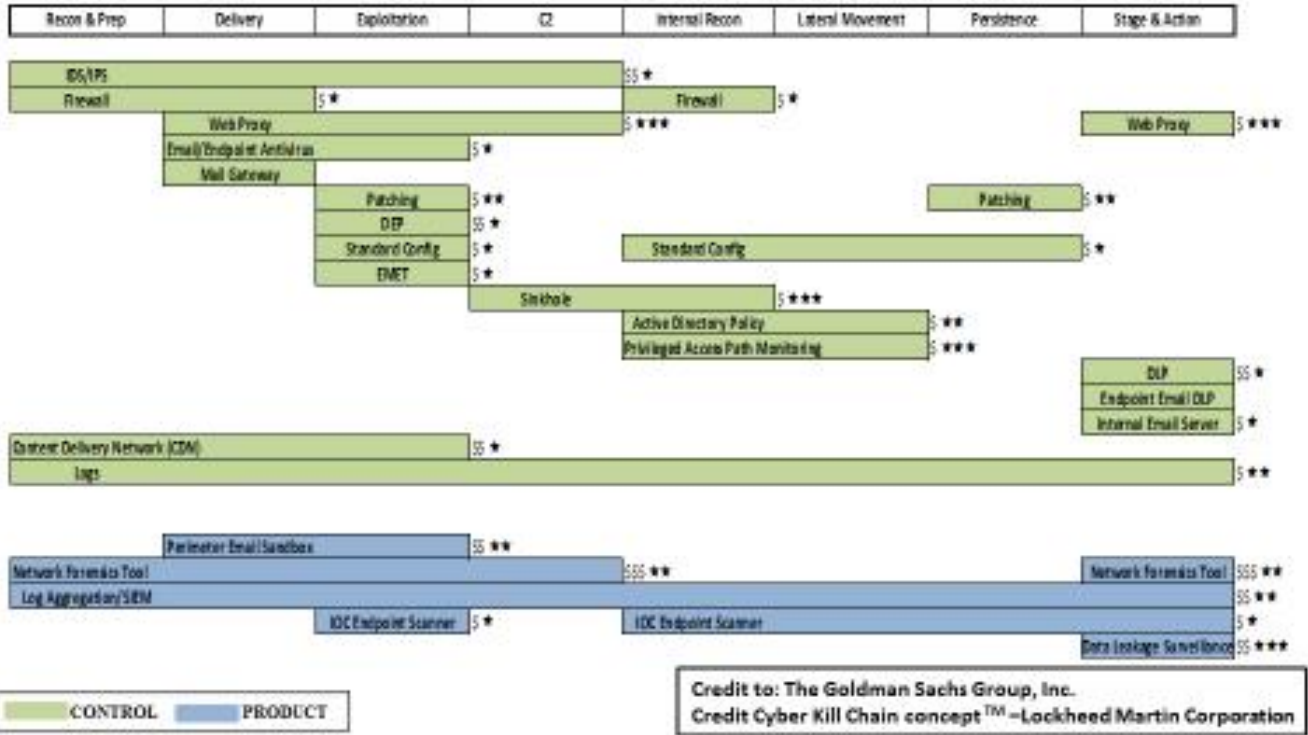 Recon & Prep Delivery Exploitation C2 Internal Recon Lateral Movement Persistence Stage & Action
IDS/IPS $$ ★
Firewall $ ★ Firewall $ ★
Web Proxy $ ★★★ Web Proxy $ ★★★
Email/Endpoint Antivirus $ ★
Mail Gateway
Patching $ ★★ Patching $ ★★
DEP $$ ★
Standard Config $ ★ Standard Config $ ★
EMET $ ★
Sinkhole $ ★★★
Active Directory Policy $ ★★
Privileged Access Path Monitoring $ ★★★
DLP $$ ★
Endpoint Email DLP
Internal Email Server $ ★
Content Delivery Network (CDN) $$ ★
Logs $ ★★
Perimeter Email Sandbox $$ ★★
Network Forensics Tool $$$ ★★ Network Forensics Tool $$$ ★★
Log Aggregation/SIEM $$ ★★
IOC Endpoint Scanner $ ★ IOC Endpoint Scanner $ ★
Data Leakage Surveillance $$ ★★★
CONTROL PRODUCT
Credit to: The Goldman Sachs Group, Inc.
Credit Cyber Kill Chain concept™ –Lockheed Martin Corporation